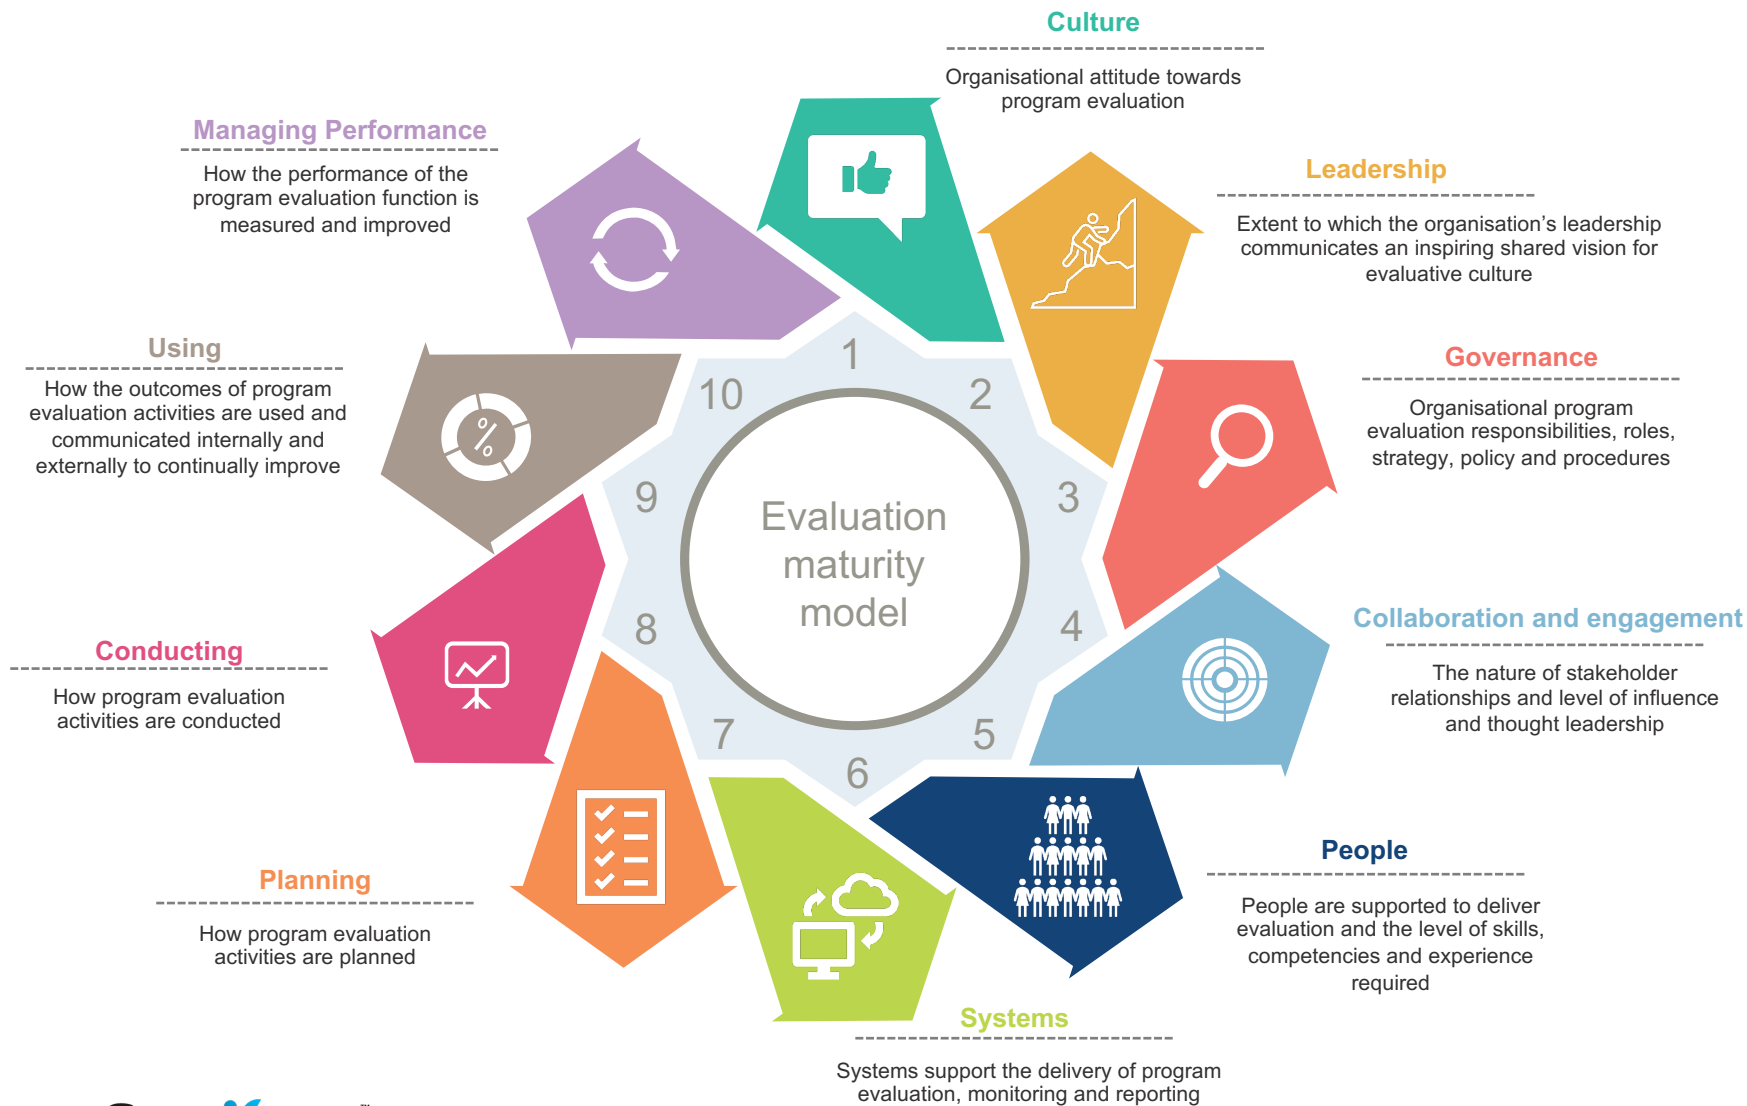 Culture
Organisational attitude towards
program evaluation
Leadership
Extent to which the organisation’s leadership
communicates an inspiring shared vision for
evaluative culture
Governance
Organisational program
evaluation responsibilities, roles,
strategy, policy and procedures
Collaboration and engagement
The nature of stakeholder
relationships and level of influence
and thought leadership
People
People are supported to deliver
evaluation and the level of skills,
competencies and experience
required
Systems
Systems support the delivery of program
evaluation, monitoring and reporting
Planning
How program evaluation
activities are planned
Conducting
How program evaluation
activities are conducted
Using
How the outcomes of program
evaluation activities are used and
communicated internally and
externally to continually improve
Managing Performance
How the performance of the
program evaluation function is
measured and improved
1
2
3
4
5
6
7
8
9
10
Evaluation
maturity
model
%